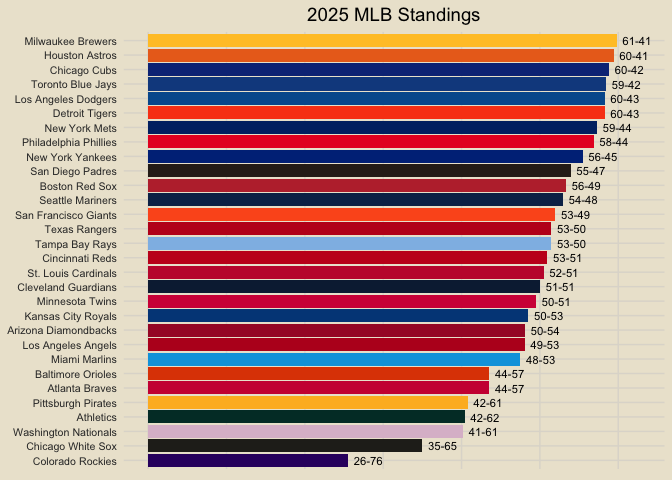 2025 MLB Standings
Milwaukee Brewers 61-41
Houston Astros 60-41
Chicago Cubs 60-42
Toronto Blue Jays 59-42
Los Angeles Dodgers 60-43
Detroit Tigers 60-43
New York Mets 59-44
Philadelphia Phillies 58-44
New York Yankees 56-45
San Diego Padres 55-47
Boston Red Sox 56-49
Seattle Mariners 54-48
San Francisco Giants 53-49
Texas Rangers 53-50
Tampa Bay Rays 53-50
Cincinnati Reds 53-51
St. Louis Cardinals 52-51
Cleveland Guardians 51-51
Minnesota Twins 50-51
Kansas City Royals 50-53
Arizona Diamondbacks 50-54
Los Angeles Angels 49-53
Miami Marlins 48-53
Baltimore Orioles 44-57
Atlanta Braves 44-57
Pittsburgh Pirates 42-61
Athletics 42-62
Washington Nationals 41-61
Chicago White Sox 35-65
Colorado Rockies 26-76